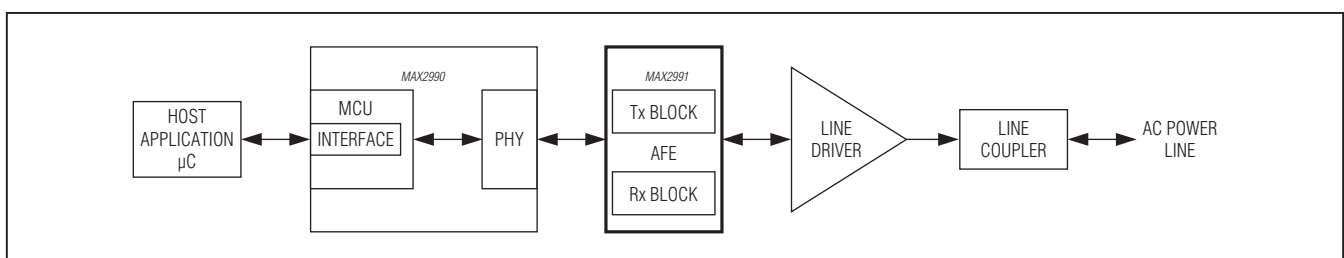 HOST
APPLICATION
µC
MAX2990
MCU
INTERFACE
PHY
MAX2991
Tx BLOCK
AFE
Rx BLOCK
LINE
DRIVER
LINE
COUPLER
AC POWER
LINE